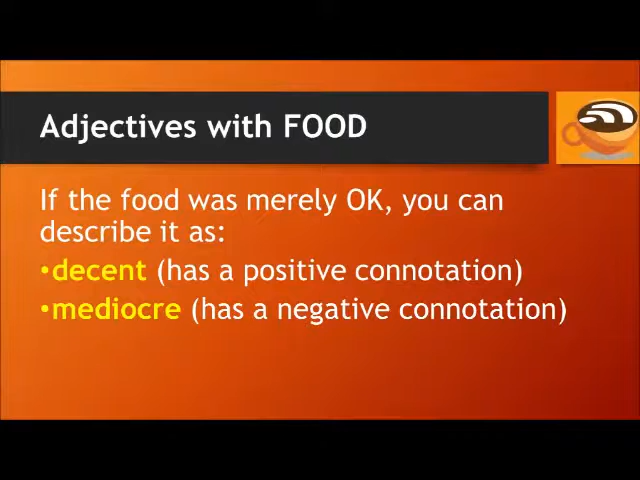 Adjectives with FOOD
If the food was merely OK, you can
describe it as:
•decent (has a positive connotation)
•mediocre (has a negative connotation)